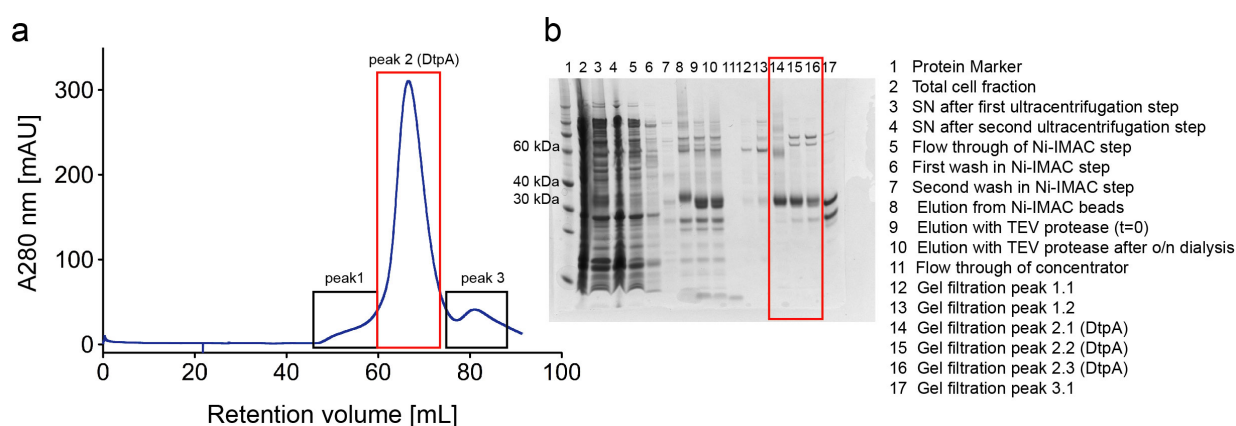 a
A280 nm [mAU]
300
200
100
0
peak 2 (DtpA)
peak1
peak 3
0 20 40 60 80 100
Retention volume [mL]
b
1 2 3 4 5 6 7 8 9 10 11 12 13 14 15 16 17
60 kDa
40 kDa
30 kDa
1 Protein Marker
2 Total cell fraction
3 SN after first ultracentrifugation step
4 SN after second ultracentrifugation step
5 Flow through of Ni-IMAC step
6 First wash in Ni-IMAC step
7 Second wash in Ni-IMAC step
8 Elution from Ni-IMAC beads
9 Elution with TEV protease (t=0)
10 Elution with TEV protease after o/n dialysis
11 Flow through of concentrator
12 Gel filtration peak 1.1
13 Gel filtration peak 1.2
14 Gel filtration peak 2.1 (DtpA)
15 Gel filtration peak 2.2 (DtpA)
16 Gel filtration peak 2.3 (DtpA)
17 Gel filtration peak 3.1